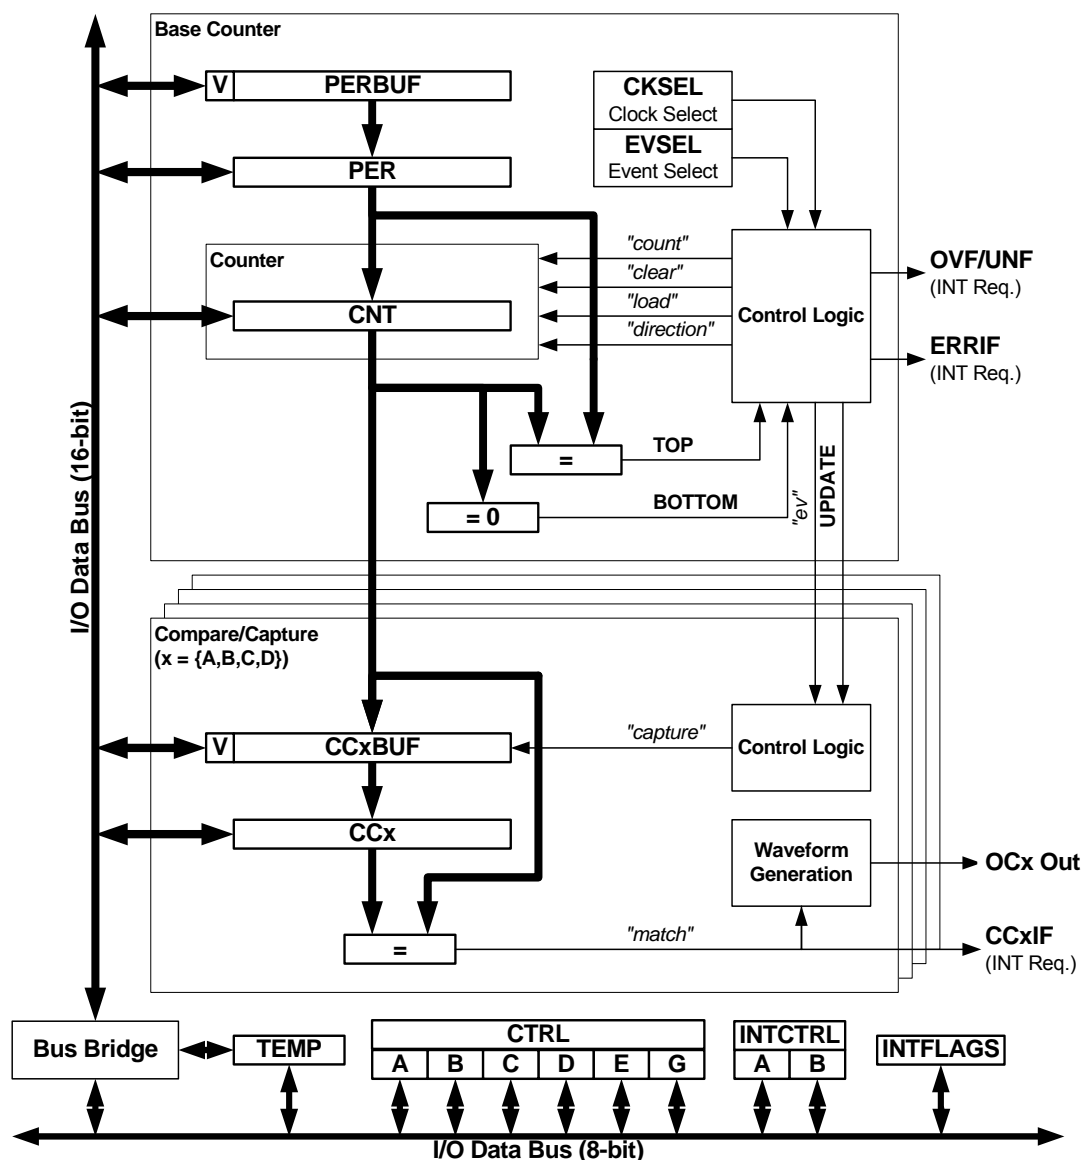 Base Counter
V
PERBUF
CKSEL
Clock Select
EVSEL
Event Select
PER
Counter
"count"
"clear"
"load"
"direction"
CNT
Control Logic
OVF/UNF
(INT Req.)
ERRIF
(INT Req.)
I/O Data Bus (16-bit)
=
TOP
= 0
BOTTOM
"ev"
UPDATE
Compare/Capture
(x = {A,B,C,D})
V
CCxBUF
"capture"
Control Logic
CCx
Waveform
Generation
OCx Out
=
"match"
CCxIF
(INT Req.)
Bus Bridge
TEMP
CTRL
A B C D E G
INTCTRL
A B
INTFLAGS
I/O Data Bus (8-bit)